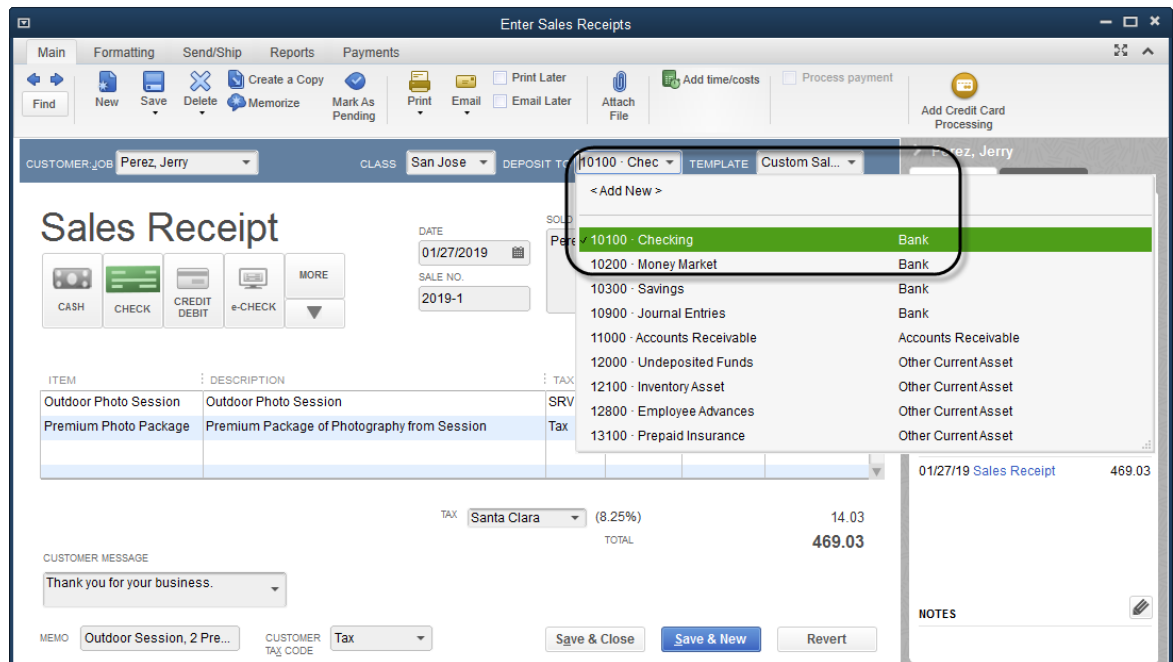 Enter Sales Receipts
Main Formatting Send/Ship Reports Payments
Find New Save Delete Create a Copy Memorize Mark As Pending Print Email Print Later Email Later Attach File Add time/costs Process payment Add Credit Card Processing
CUSTOMER:JOB Perez, Jerry CLASS San Jose DEPOSIT TO 10100 · Chec TEMPLATE Custom Sal...
Perez, Jerry
< Add New >
10100 · Checking Bank
10200 · Money Market Bank
10300 · Savings Bank
10900 · Journal Entries Bank
11000 · Accounts Receivable Accounts Receivable
12000 · Undeposited Funds Other Current Asset
12100 · Inventory Asset Other Current Asset
12800 · Employee Advances Other Current Asset
13100 · Prepaid Insurance Other Current Asset
Sales Receipt
DATE
01/27/2019
SALE NO.
2019-1
SOLD
Pere
CASH CHECK CREDIT DEBIT e-CHECK MORE
ITEM DESCRIPTION TAX
Outdoor Photo Session Outdoor Photo Session SRV
Premium Photo Package Premium Package of Photography from Session Tax
01/27/19 Sales Receipt 469.03
TAX Santa Clara (8.25%) 14.03
TOTAL 469.03
CUSTOMER MESSAGE
Thank you for your business.
NOTES
MEMO Outdoor Session, 2 Pre... CUSTOMER TAX CODE Tax Save & Close Save & New Revert